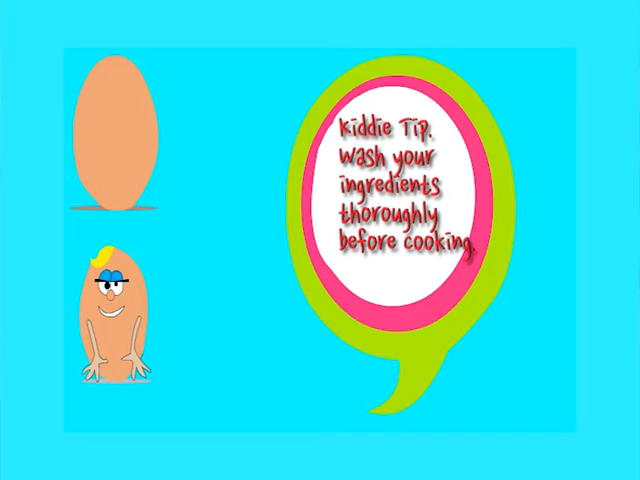 Kiddie Tip.
Wash your
ingredients
thoroughly
before cooking.